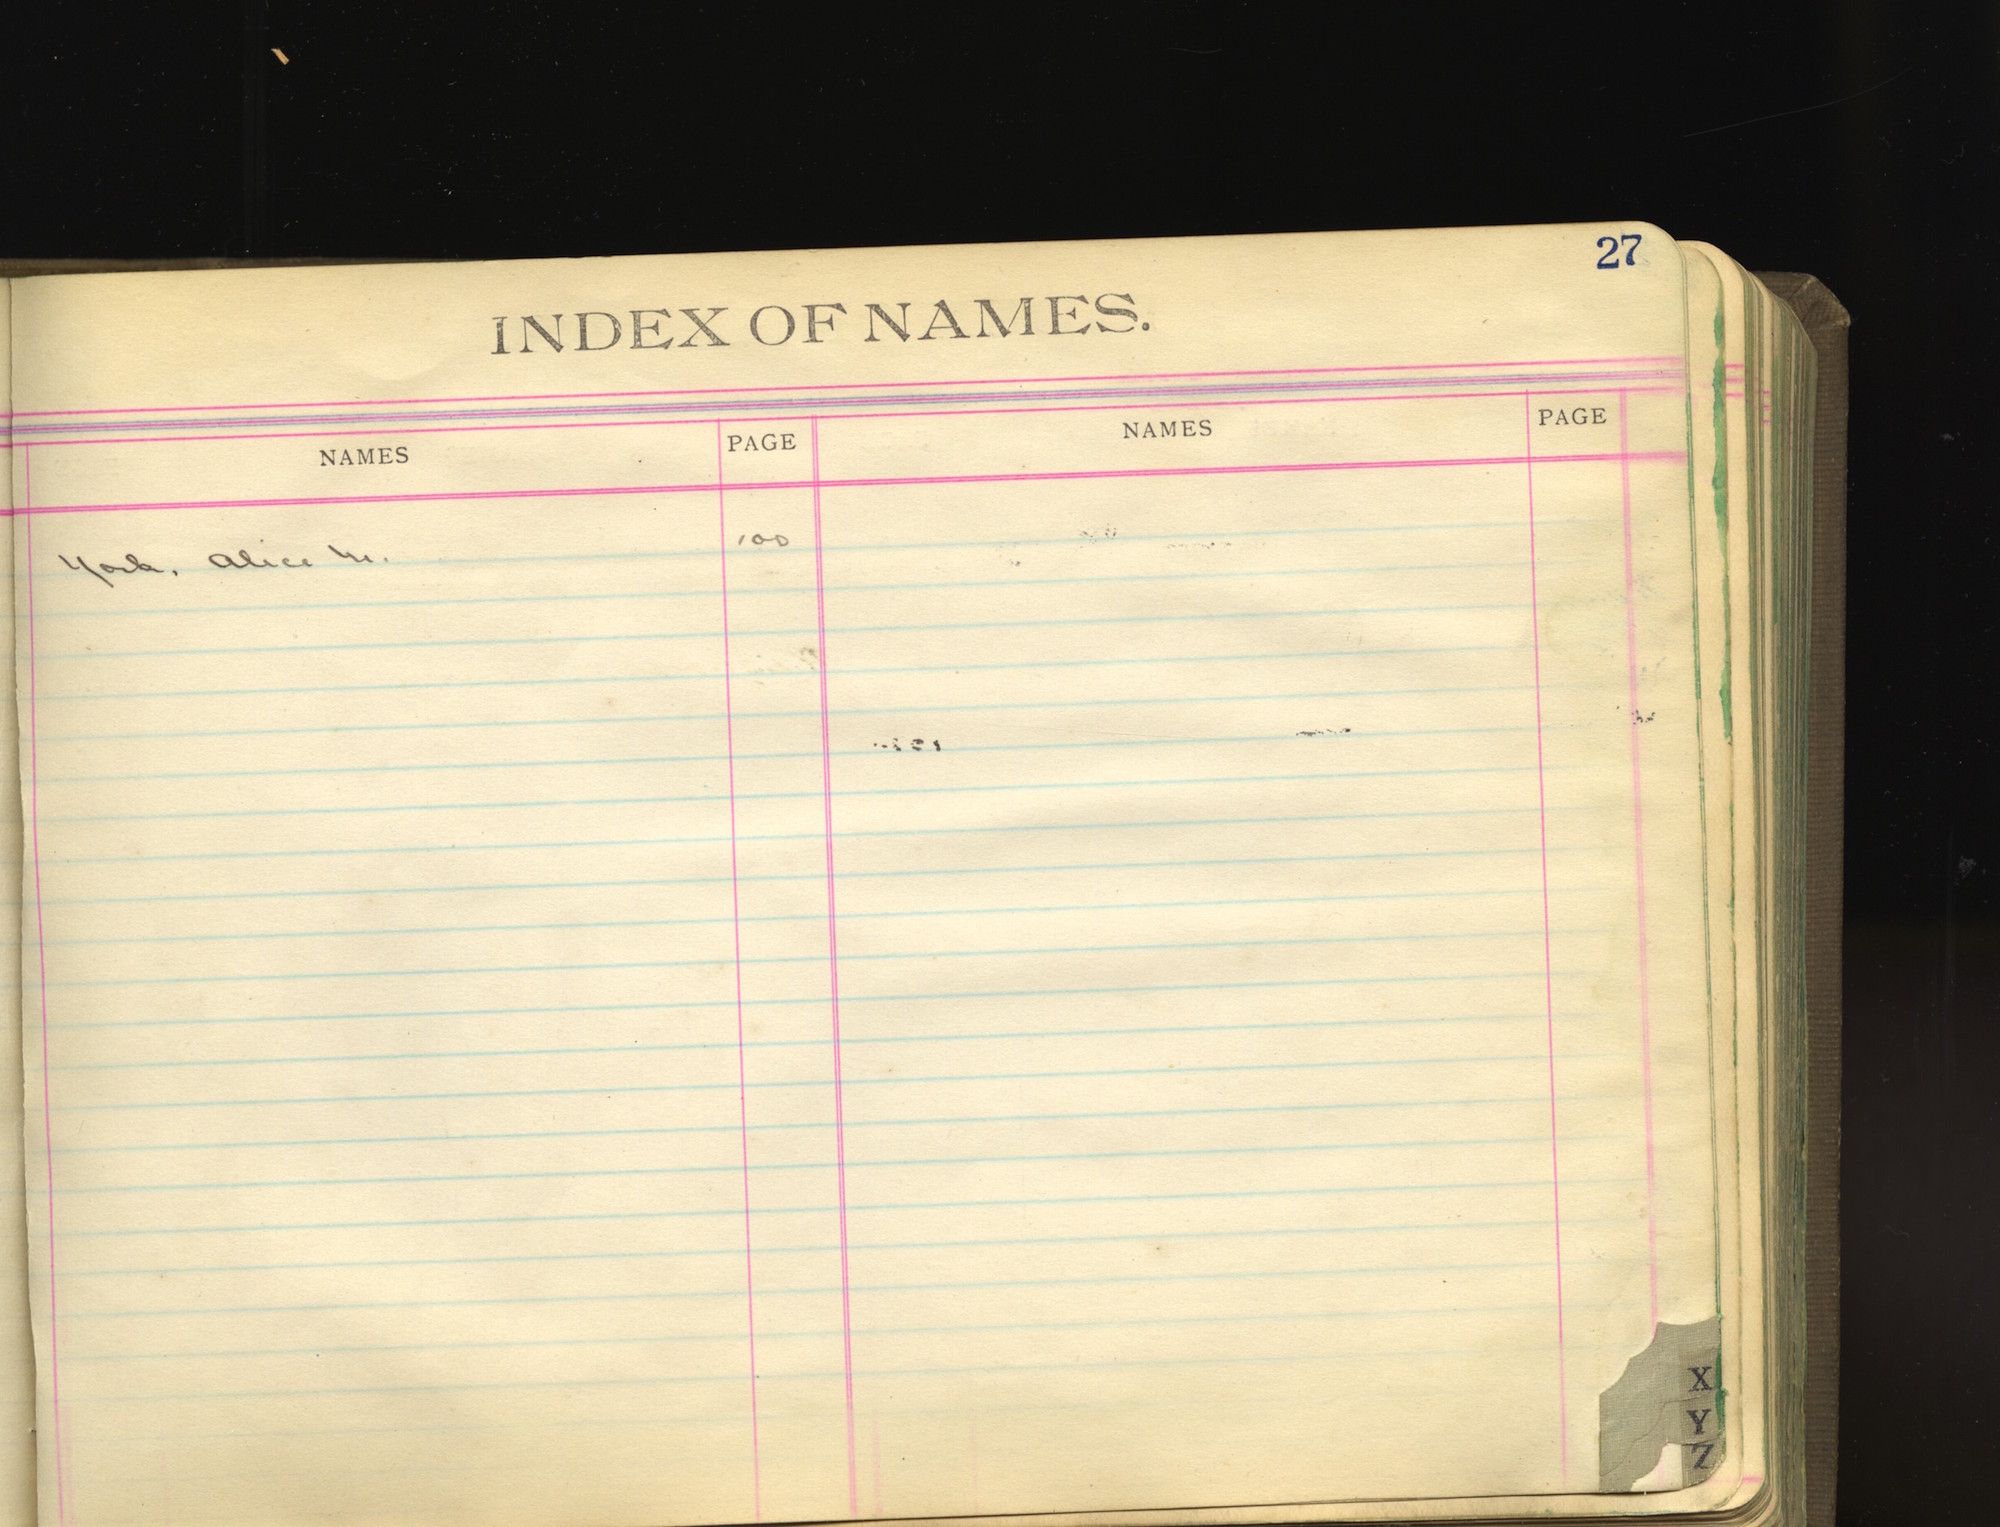 27
INDEX OF NAMES.
NAMES PAGE NAMES PAGE
York, Alice M. 100
X
Y
Z